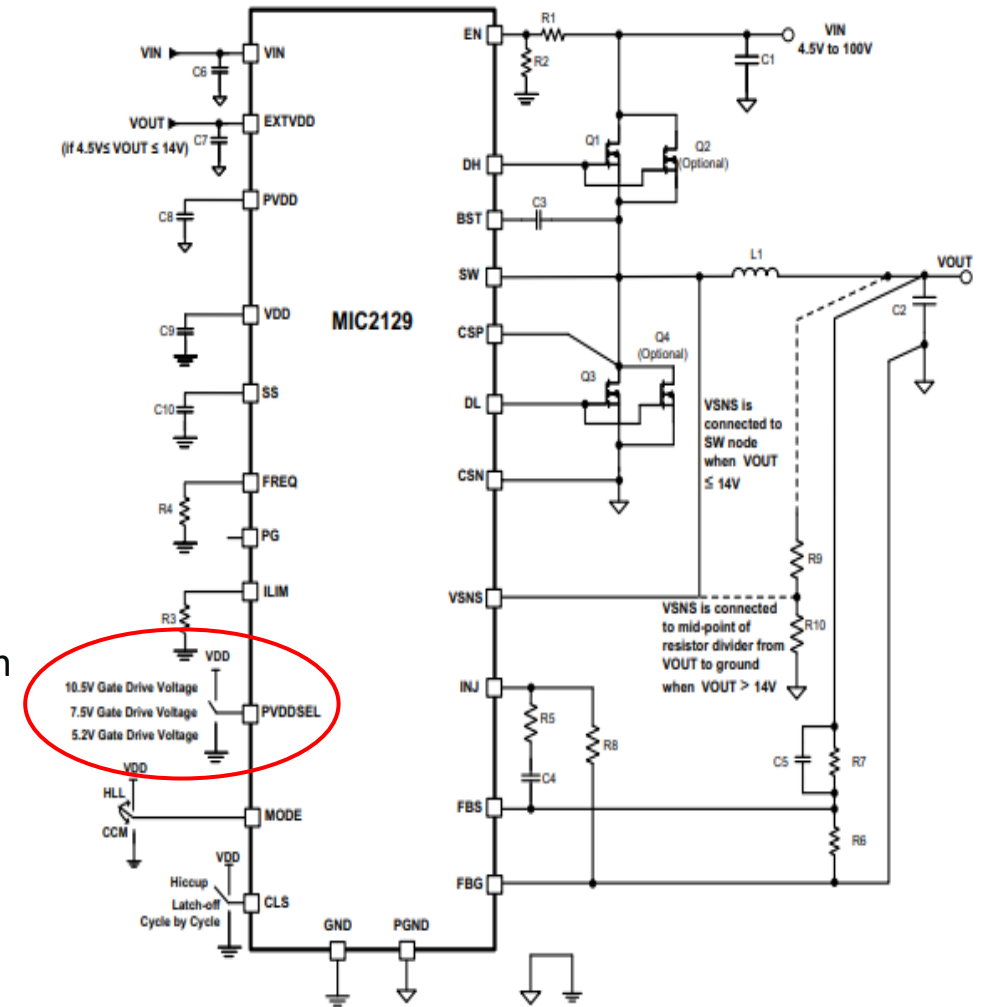 EN
R1
VIN
4.5V to 100V
VIN
VIN
R2
C1
C6
VOUT
EXTVDD
(if 4.5V≤ VOUT ≤ 14V)
C7
Q1
Q2
(Optional)
DH
PVDD
C8
C3
BST
L1
VOUT
SW
C2
VDD
MIC2129
C9
CSP
Q4
(Optional)
Q3
SS
C10
DL
VSNS is
connected to
SW node
when VOUT
≤ 14V
CSN
FREQ
R4
PG
R9
ILIM
VSNS
R3
VSNS is connected
to mid-point of
resistor divider from
VOUT to ground
when VOUT > 14V
R10
n
VDD
10.5V Gate Drive Voltage
7.5V Gate Drive Voltage
5.2V Gate Drive Voltage
PVDDSEL
INJ
R5
R8
C5
R7
VDD
HLL
CCM
MODE
C4
FBS
R6
VDD
Hiccup
Latch-off
Cycle by Cycle
CLS
FBG
GND
PGND